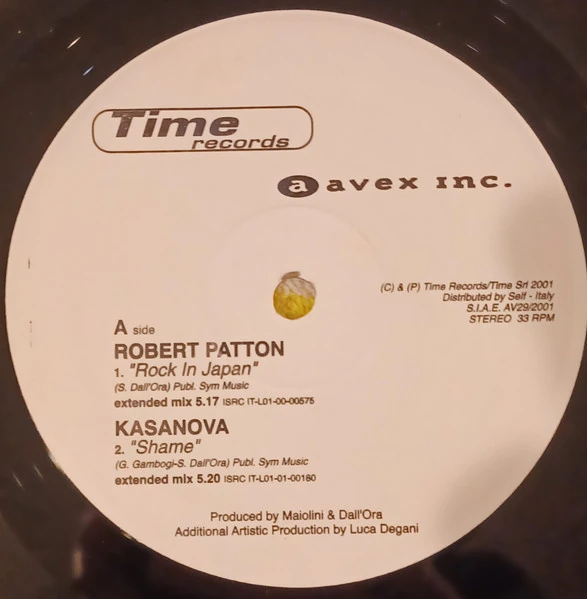 Time
records
a avex inc.
(C) & (P) Time Records/Time Srl 2001
Distributed by Self - Italy
S.I.A.E. AV29/2001
STEREO 33 RPM
A side
ROBERT PATTON
1. "Rock In Japan"
(S. Dall'Ora) Publ. Sym Music
extended mix 5.17 ISRC IT-L01-00-00575
KASANOVA
2. "Shame"
(G. Gambogi-S. Dall'Ora) Publ. Sym Music
extended mix 5.20 ISRC IT-L01-01-00180
Produced by Maiolini & Dall'Ora
Additional Artistic Production by Luca Degani